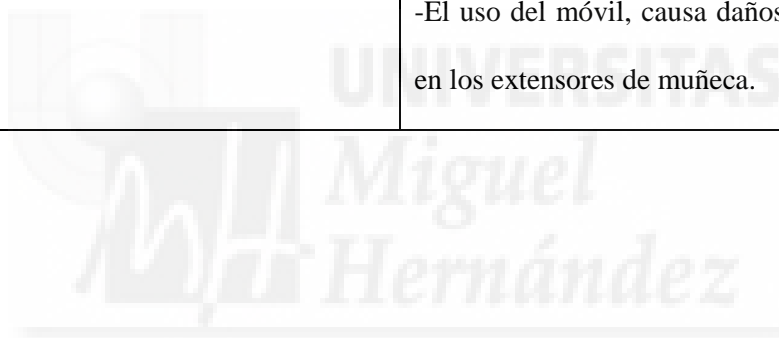 -El uso del móvil, causa daños
en los extensores de muñeca.
UNIVERSITAS
Miguel
Hernández